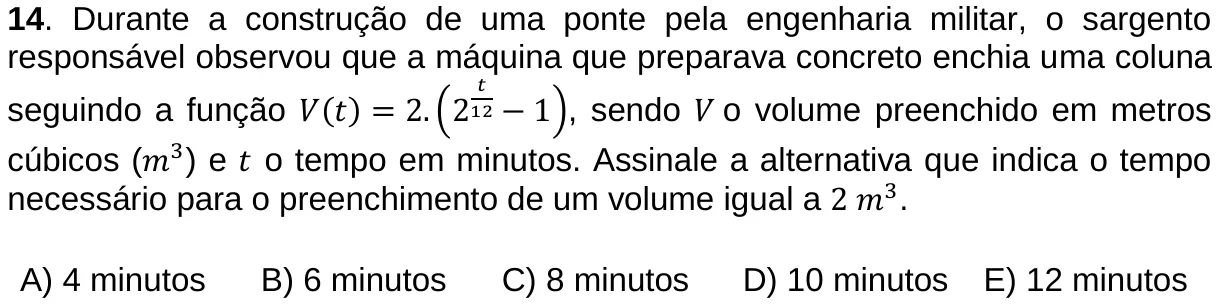 14. Durante a construção de uma ponte pela engenharia militar, o sargento
responsável observou que a máquina que preparava concreto enchia uma coluna
seguindo a função V(t) = 2.(2^{t/12} − 1), sendo V o volume preenchido em metros
cúbicos (m³) e t o tempo em minutos. Assinale a alternativa que indica o tempo
necessário para o preenchimento de um volume igual a 2 m³.
A) 4 minutos B) 6 minutos C) 8 minutos D) 10 minutos E) 12 minutos